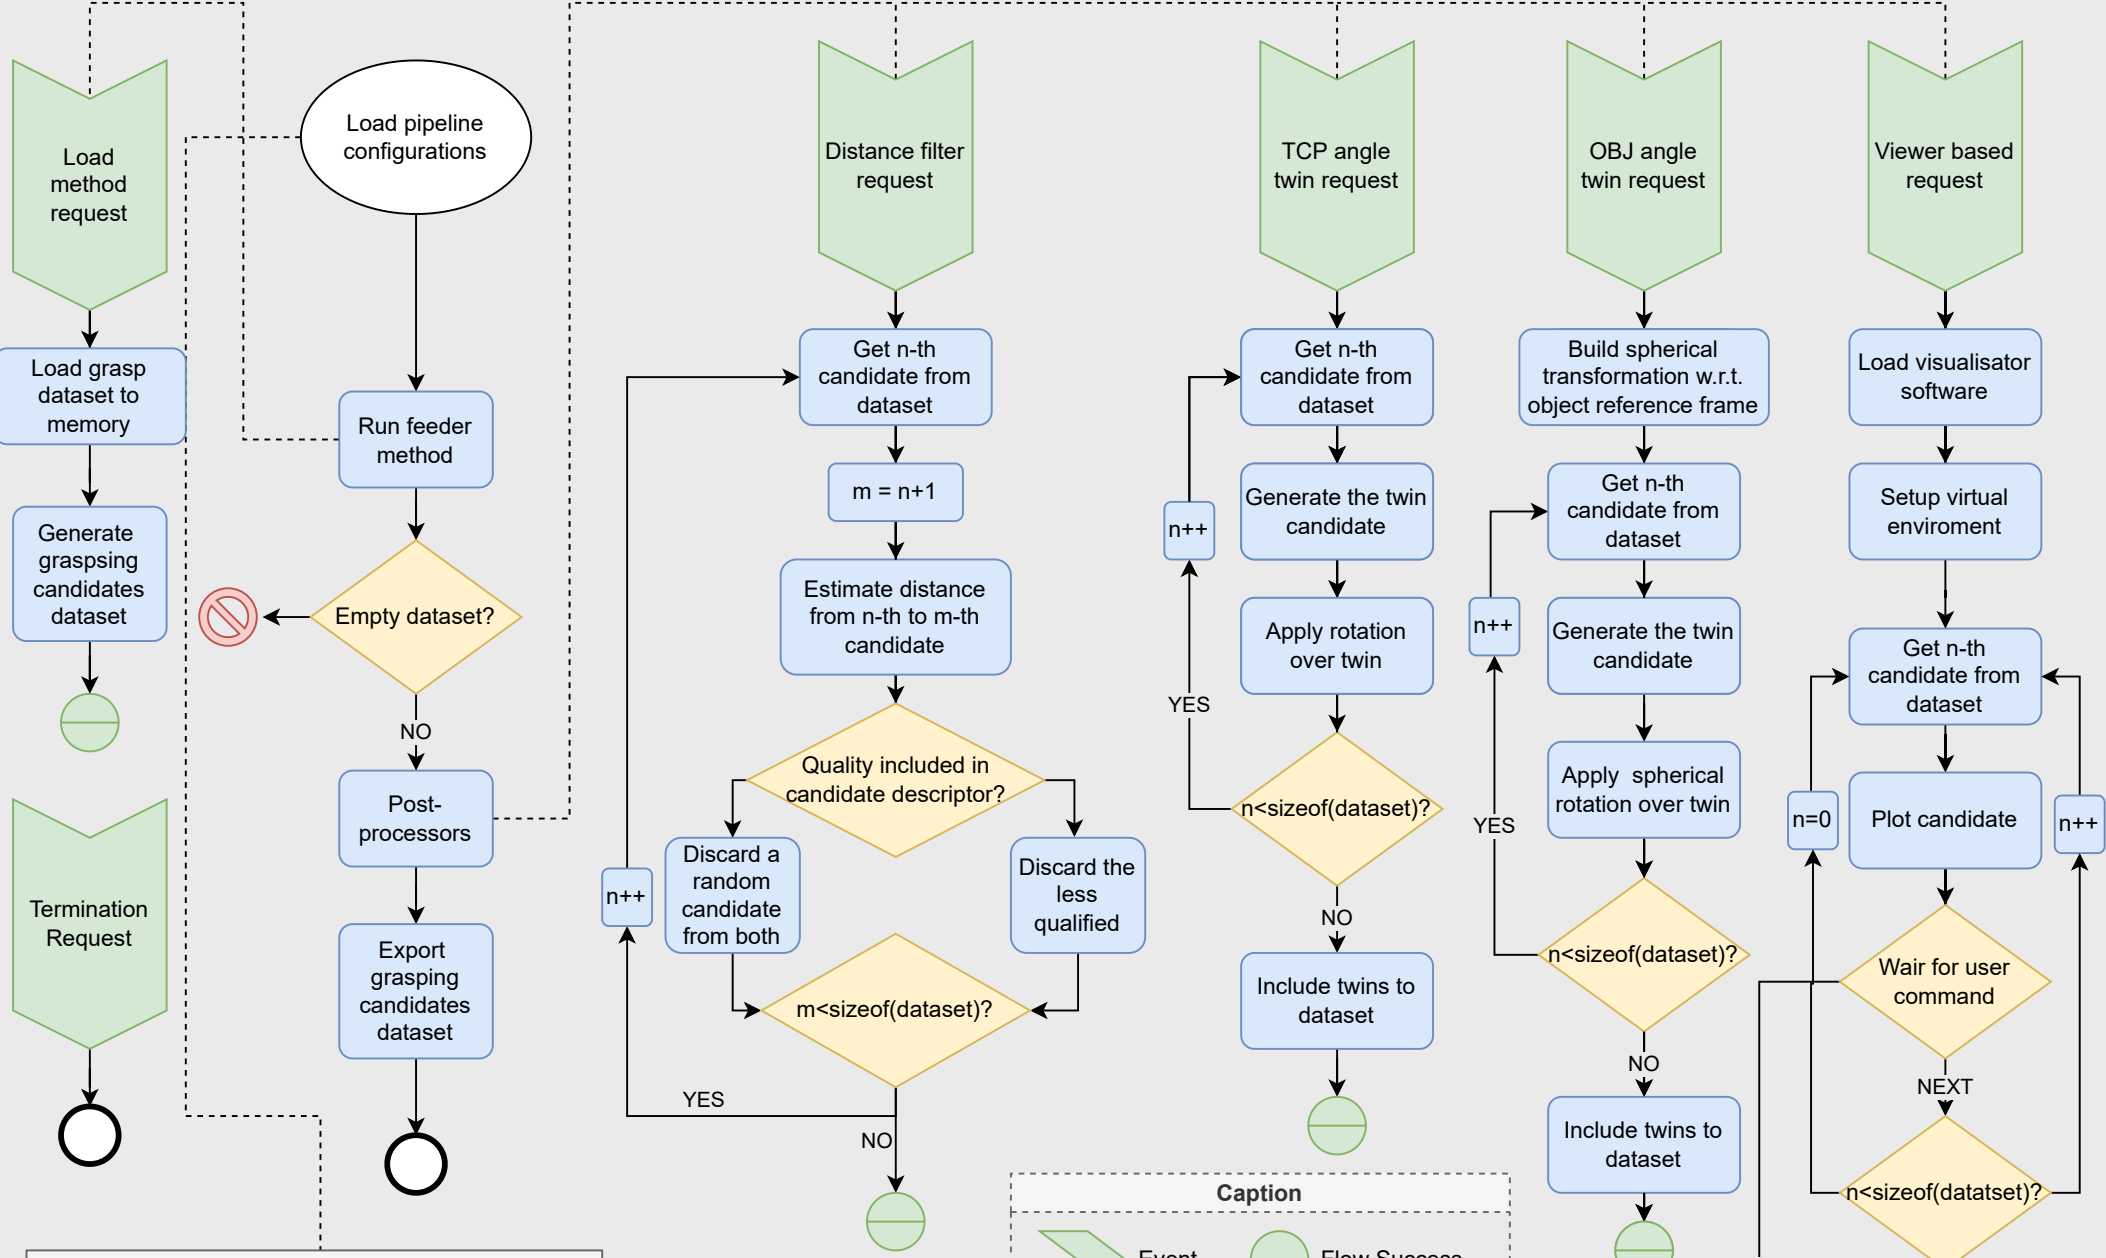 Load
method
request
Load grasp
dataset to
memory
Generate
graspsing
candidates
dataset
Termination
Request
Load pipeline
configurations
Run feeder
method
Empty dataset?
NO
Post-
processors
Export
grasping
candidates
dataset
Distance filter
request
Get n-th
candidate from
dataset
m = n+1
Estimate distance
from n-th to m-th
candidate
Quality included in
candidate descriptor?
Discard a
random
candidate
from both
Discard the
less
qualified
n++
m<sizeof(dataset)?
YES
NO
TCP angle
twin request
Get n-th
candidate from
dataset
Generate the twin
candidate
n++
Apply rotation
over twin
YES
n<sizeof(dataset)?
NO
Include twins to
dataset
OBJ angle
twin request
Build spherical
transformation w.r.t.
object reference frame
Get n-th
candidate from
dataset
n++
Generate the twin
candidate
Apply  spherical
rotation over twin
YES
n<sizeof(dataset)?
NO
Include twins to
dataset
Viewer based
request
Load visualisator
software
Setup virtual
enviroment
Get n-th
candidate from
dataset
n=0
Plot candidate
n++
Wair for user
command
NEXT
n<sizeof(datatset)?
Caption
Event
Flow Success